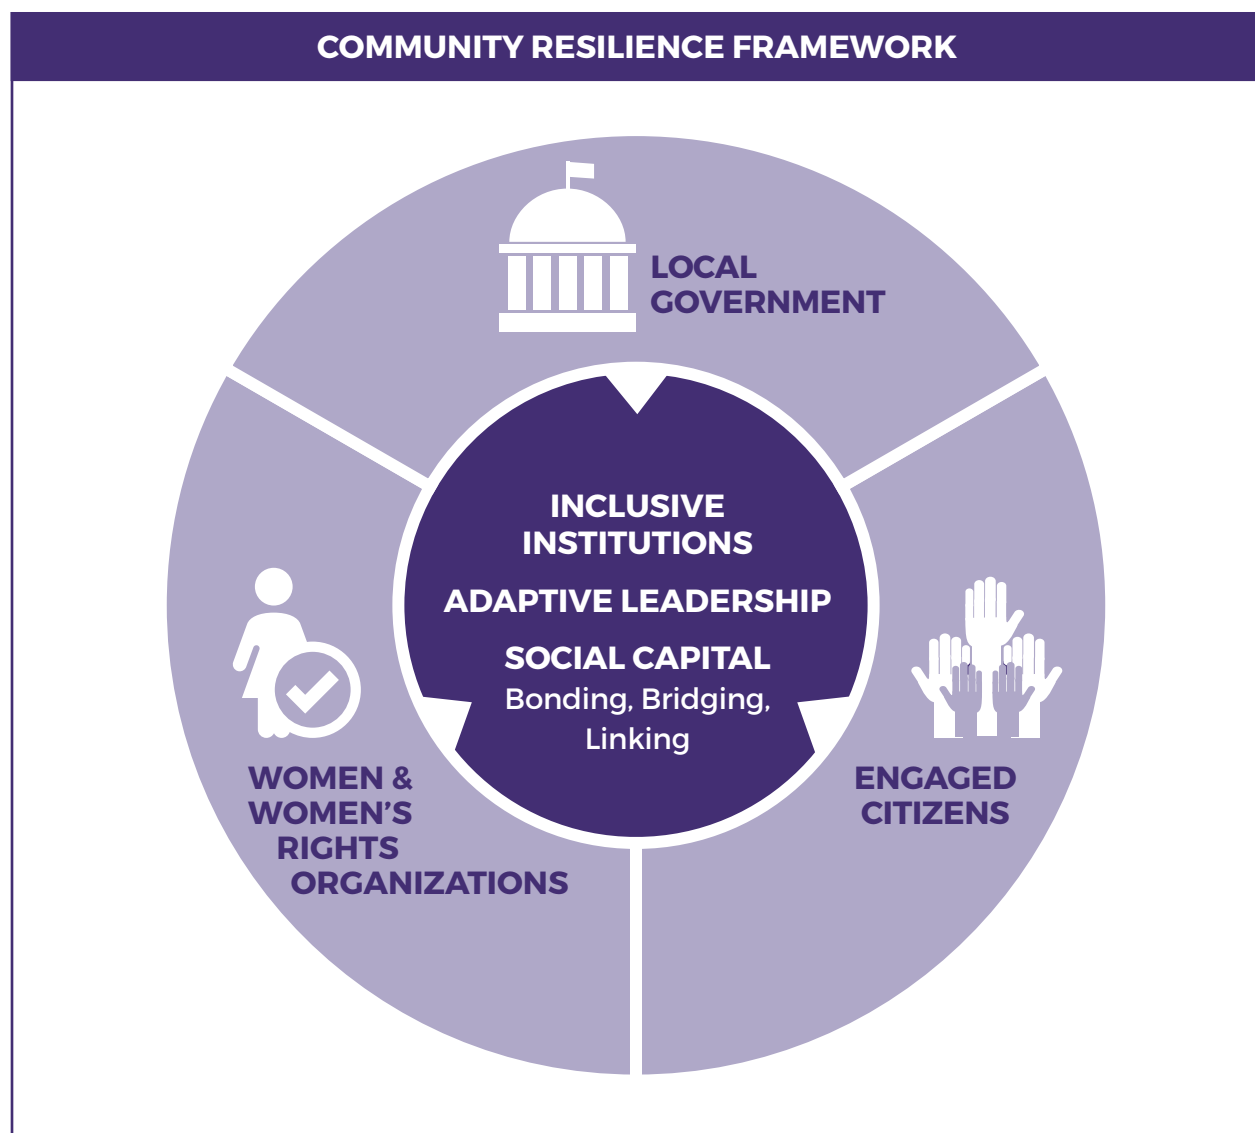 COMMUNITY RESILIENCE FRAMEWORK
LOCAL
GOVERNMENT
INCLUSIVE
INSTITUTIONS
ADAPTIVE LEADERSHIP
SOCIAL CAPITAL
Bonding, Bridging,
Linking
WOMEN &
WOMEN’S
RIGHTS
ORGANIZATIONS
ENGAGED
CITIZENS